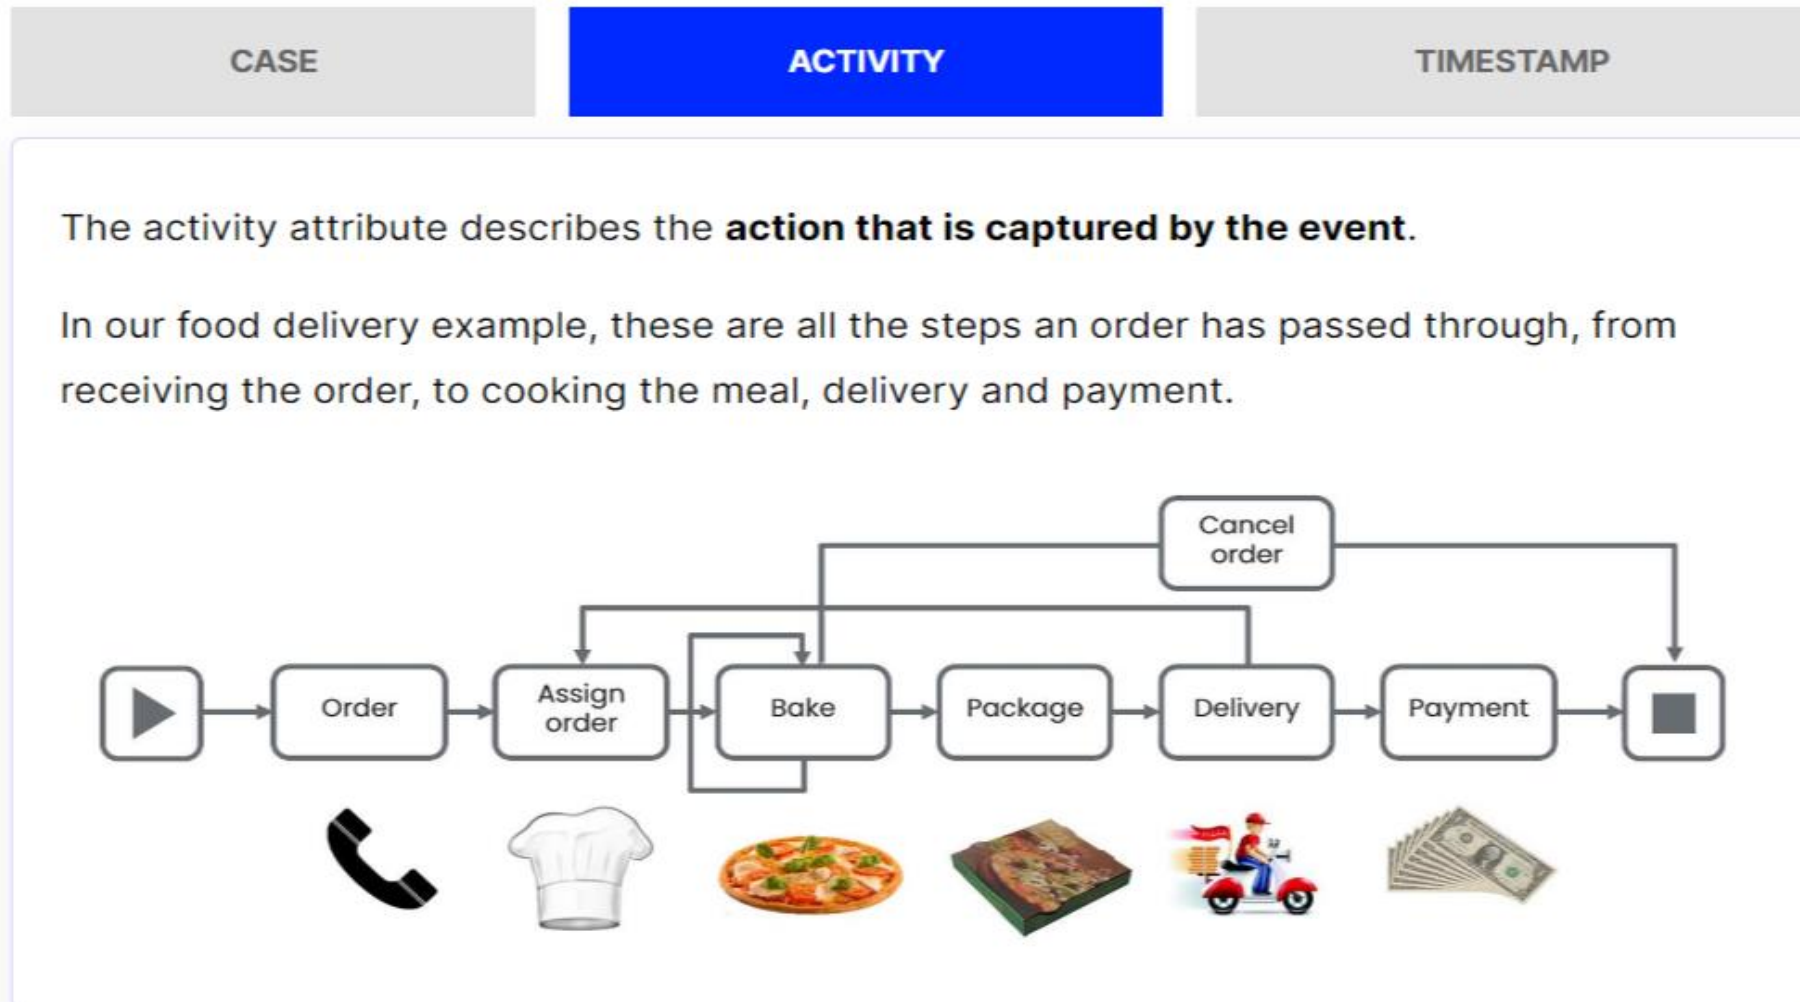 CASE
ACTIVITY
TIMESTAMP
The activity attribute describes the action that is captured by the event.
In our food delivery example, these are all the steps an order has passed through, from
receiving the order, to cooking the meal, delivery and payment.
Cancel
order
Order
Assign
order
Bake
Package
Delivery
Payment